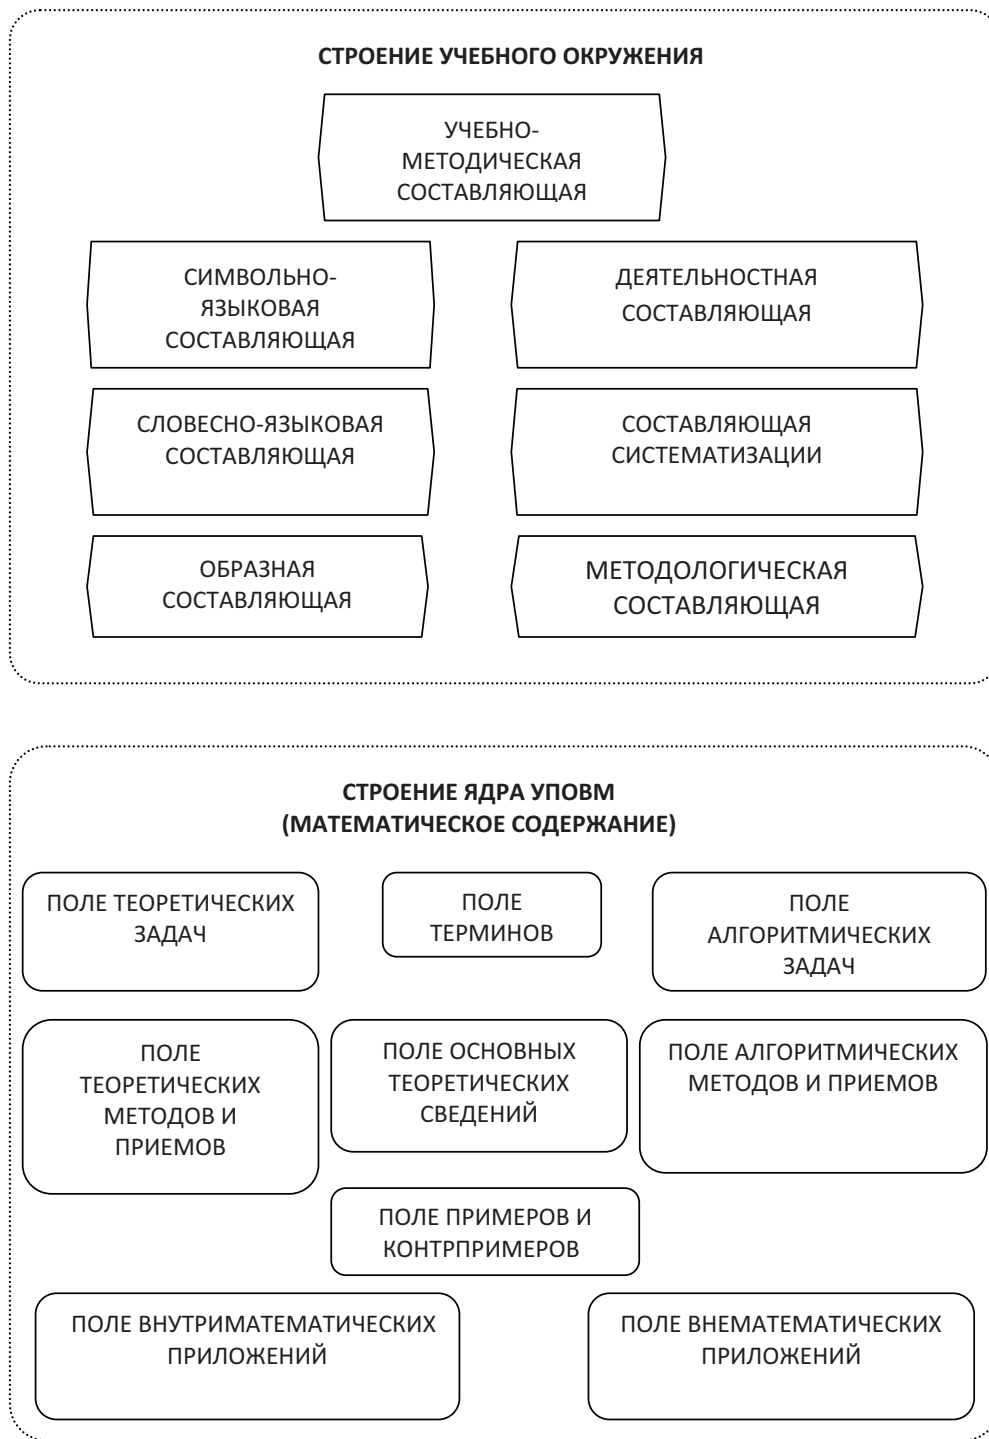 СТРОЕНИЕ УЧЕБНОГО ОКРУЖЕНИЯ
УЧЕБНО-
МЕТОДИЧЕСКАЯ
СОСТАВЛЯЮЩАЯ
СИМВОЛЬНО-
ЯЗЫКОВАЯ
СОСТАВЛЯЮЩАЯ
ДЕЯТЕЛЬНОСТНАЯ
СОСТАВЛЯЮЩАЯ
СЛОВЕСНО-ЯЗЫКОВАЯ
СОСТАВЛЯЮЩАЯ
СОСТАВЛЯЮЩАЯ
СИСТЕМАТИЗАЦИИ
ОБРАЗНАЯ
СОСТАВЛЯЮЩАЯ
МЕТОДОЛОГИЧЕСКАЯ
СОСТАВЛЯЮЩАЯ
СТРОЕНИЕ ЯДРА УПОВМ
(МАТЕМАТИЧЕСКОЕ СОДЕРЖАНИЕ)
ПОЛЕ ТЕОРЕТИЧЕСКИХ
ЗАДАЧ
ПОЛЕ
ТЕРМИНОВ
ПОЛЕ
АЛГОРИТМИЧЕСКИХ
ЗАДАЧ
ПОЛЕ
ТЕОРЕТИЧЕСКИХ
МЕТОДОВ И
ПРИЕМОВ
ПОЛЕ ОСНОВНЫХ
ТЕОРЕТИЧЕСКИХ
СВЕДЕНИЙ
ПОЛЕ АЛГОРИТМИЧЕСКИХ
МЕТОДОВ И ПРИЕМОВ
ПОЛЕ ПРИМЕРОВ И
КОНТРПРИМЕРОВ
ПОЛЕ ВНУТРИМАТЕМАТИЧЕСКИХ
ПРИЛОЖЕНИЙ
ПОЛЕ ВНЕМАТЕМАТИЧЕСКИХ
ПРИЛОЖЕНИЙ